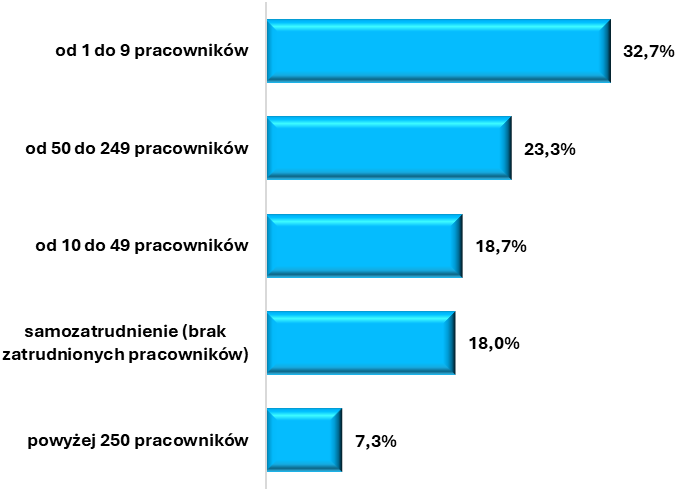 od 1 do 9 pracowników
32,7%
od 50 do 249 pracowników
23,3%
od 10 do 49 pracowników
18,7%
samozatrudnienie (brak
zatrudnionych pracowników)
18,0%
powyżej 250 pracowników
7,3%